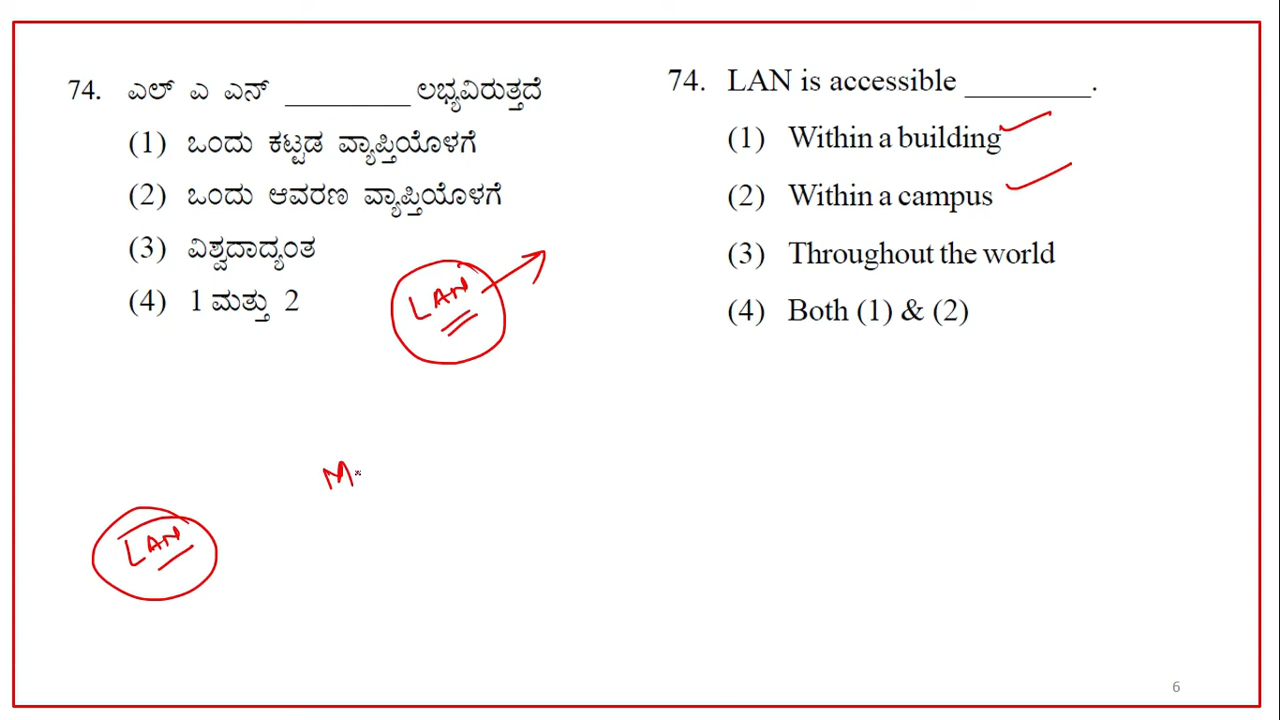 74. ಎಲ್ ಎ ಎನ್ _________ ಲಭ್ಯವಿರುತ್ತದೆ
(1) ಒಂದು ಕಟ್ಟಡ ವ್ಯಾಪ್ತಿಯೊಳಗೆ
(2) ಒಂದು ಆವರಣ ವ್ಯಾಪ್ತಿಯೊಳಗೆ
(3) ವಿಶ್ವದಾದ್ಯಂತ
(4) 1 ಮತ್ತು 2
74. LAN is accessible ________.
(1) Within a building
(2) Within a campus
(3) Throughout the world
(4) Both (1) & (2)
LAN
M
LAN
6